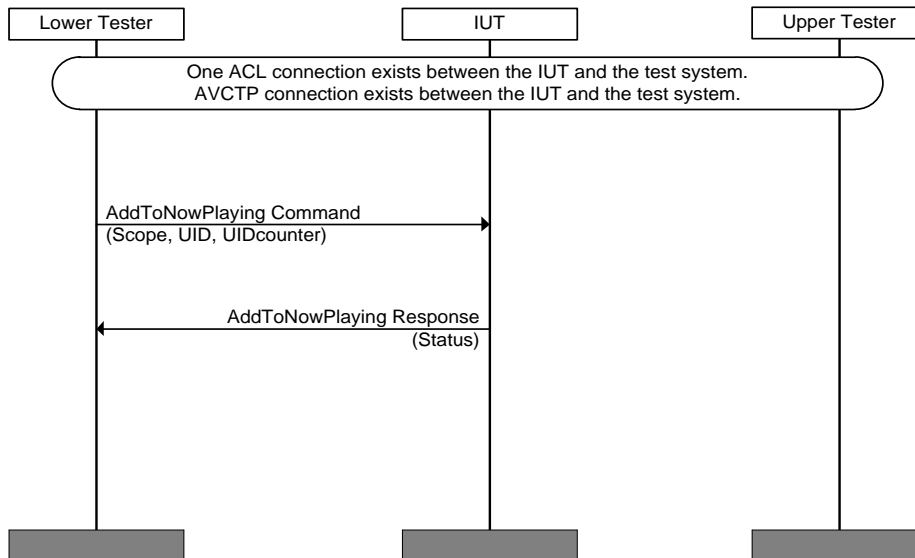 Lower Tester
IUT
Upper Tester
One ACL connection exists between the IUT and the test system.
AVCTP connection exists between the IUT and the test system.
AddToNowPlaying Command
(Scope, UID, UIDcounter)
AddToNowPlaying Response
(Status)